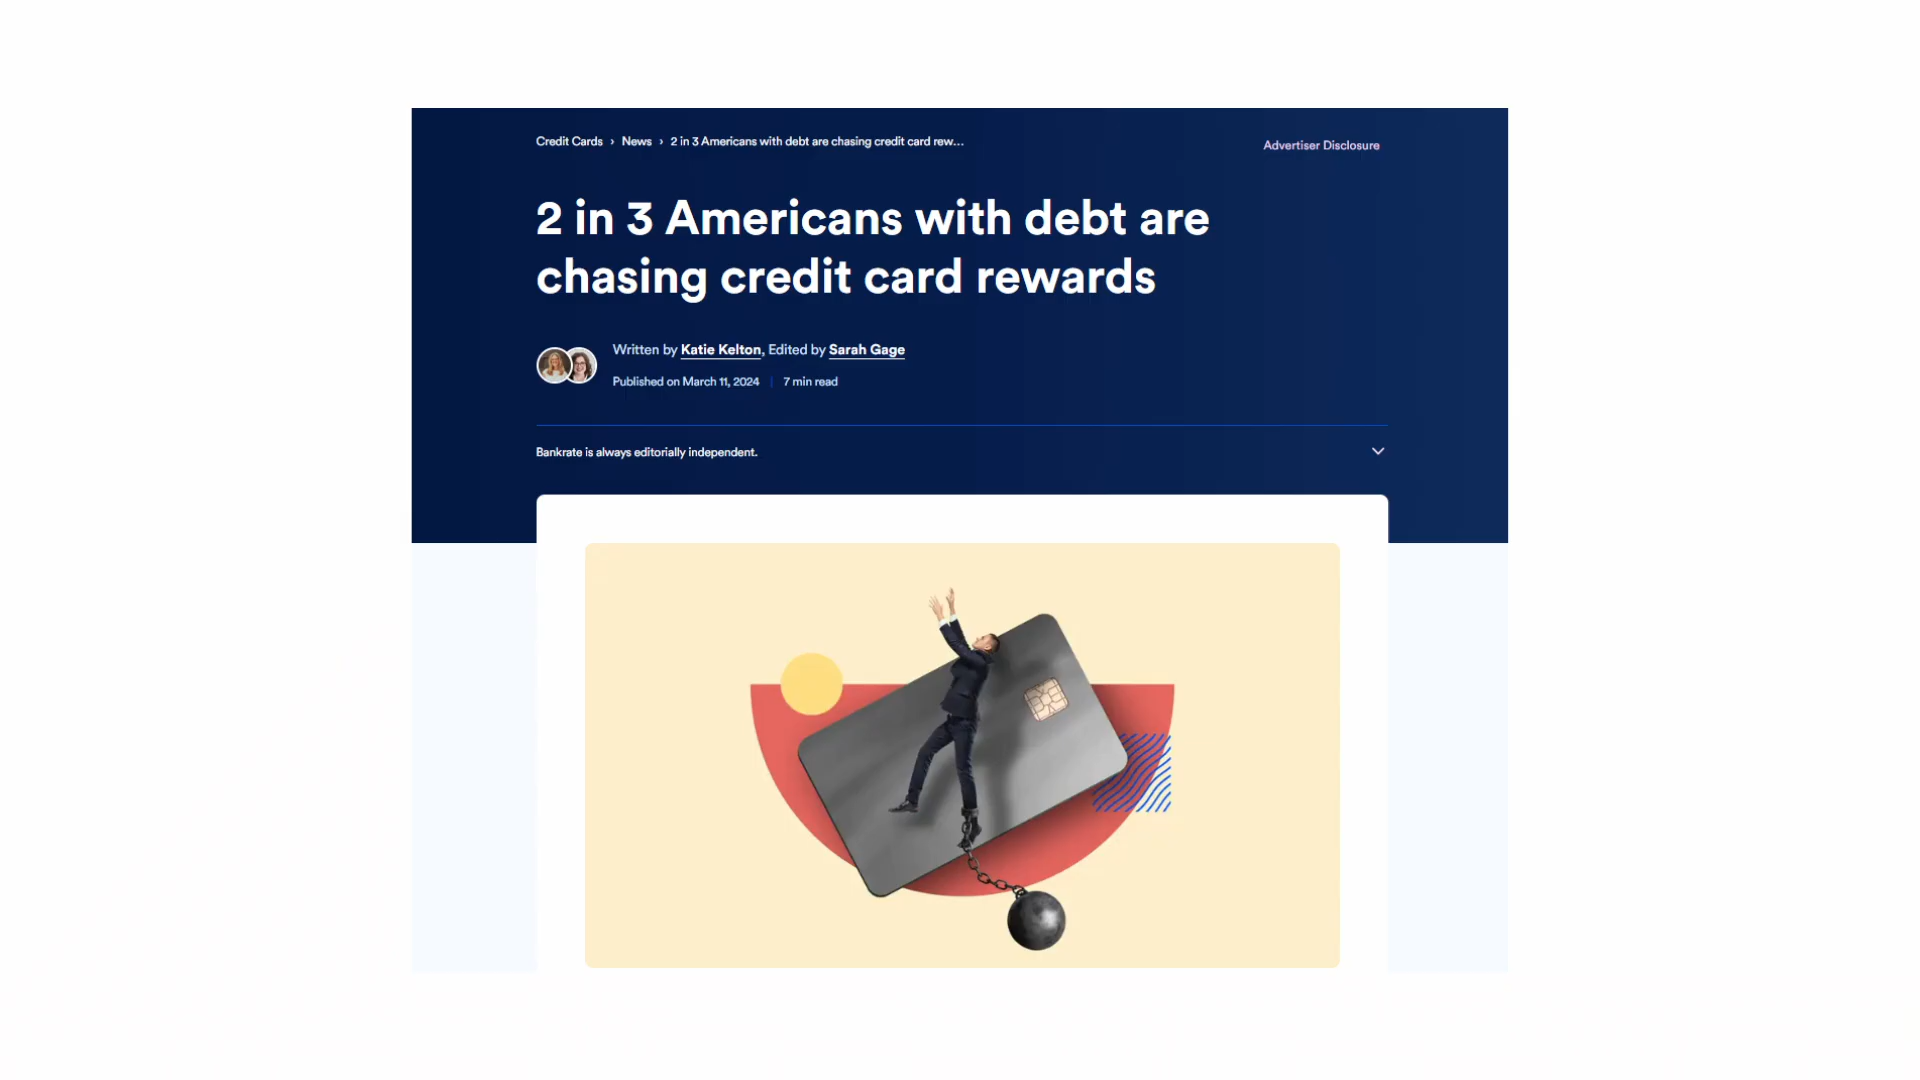 Credit Cards › News › 2 in 3 Americans with debt are chasing credit card rew...
Advertiser Disclosure
2 in 3 Americans with debt are
chasing credit card rewards
Written by Katie Kelton, Edited by Sarah Gage
Published on March 11, 2024 | 7 min read
Bankrate is always editorially independent.